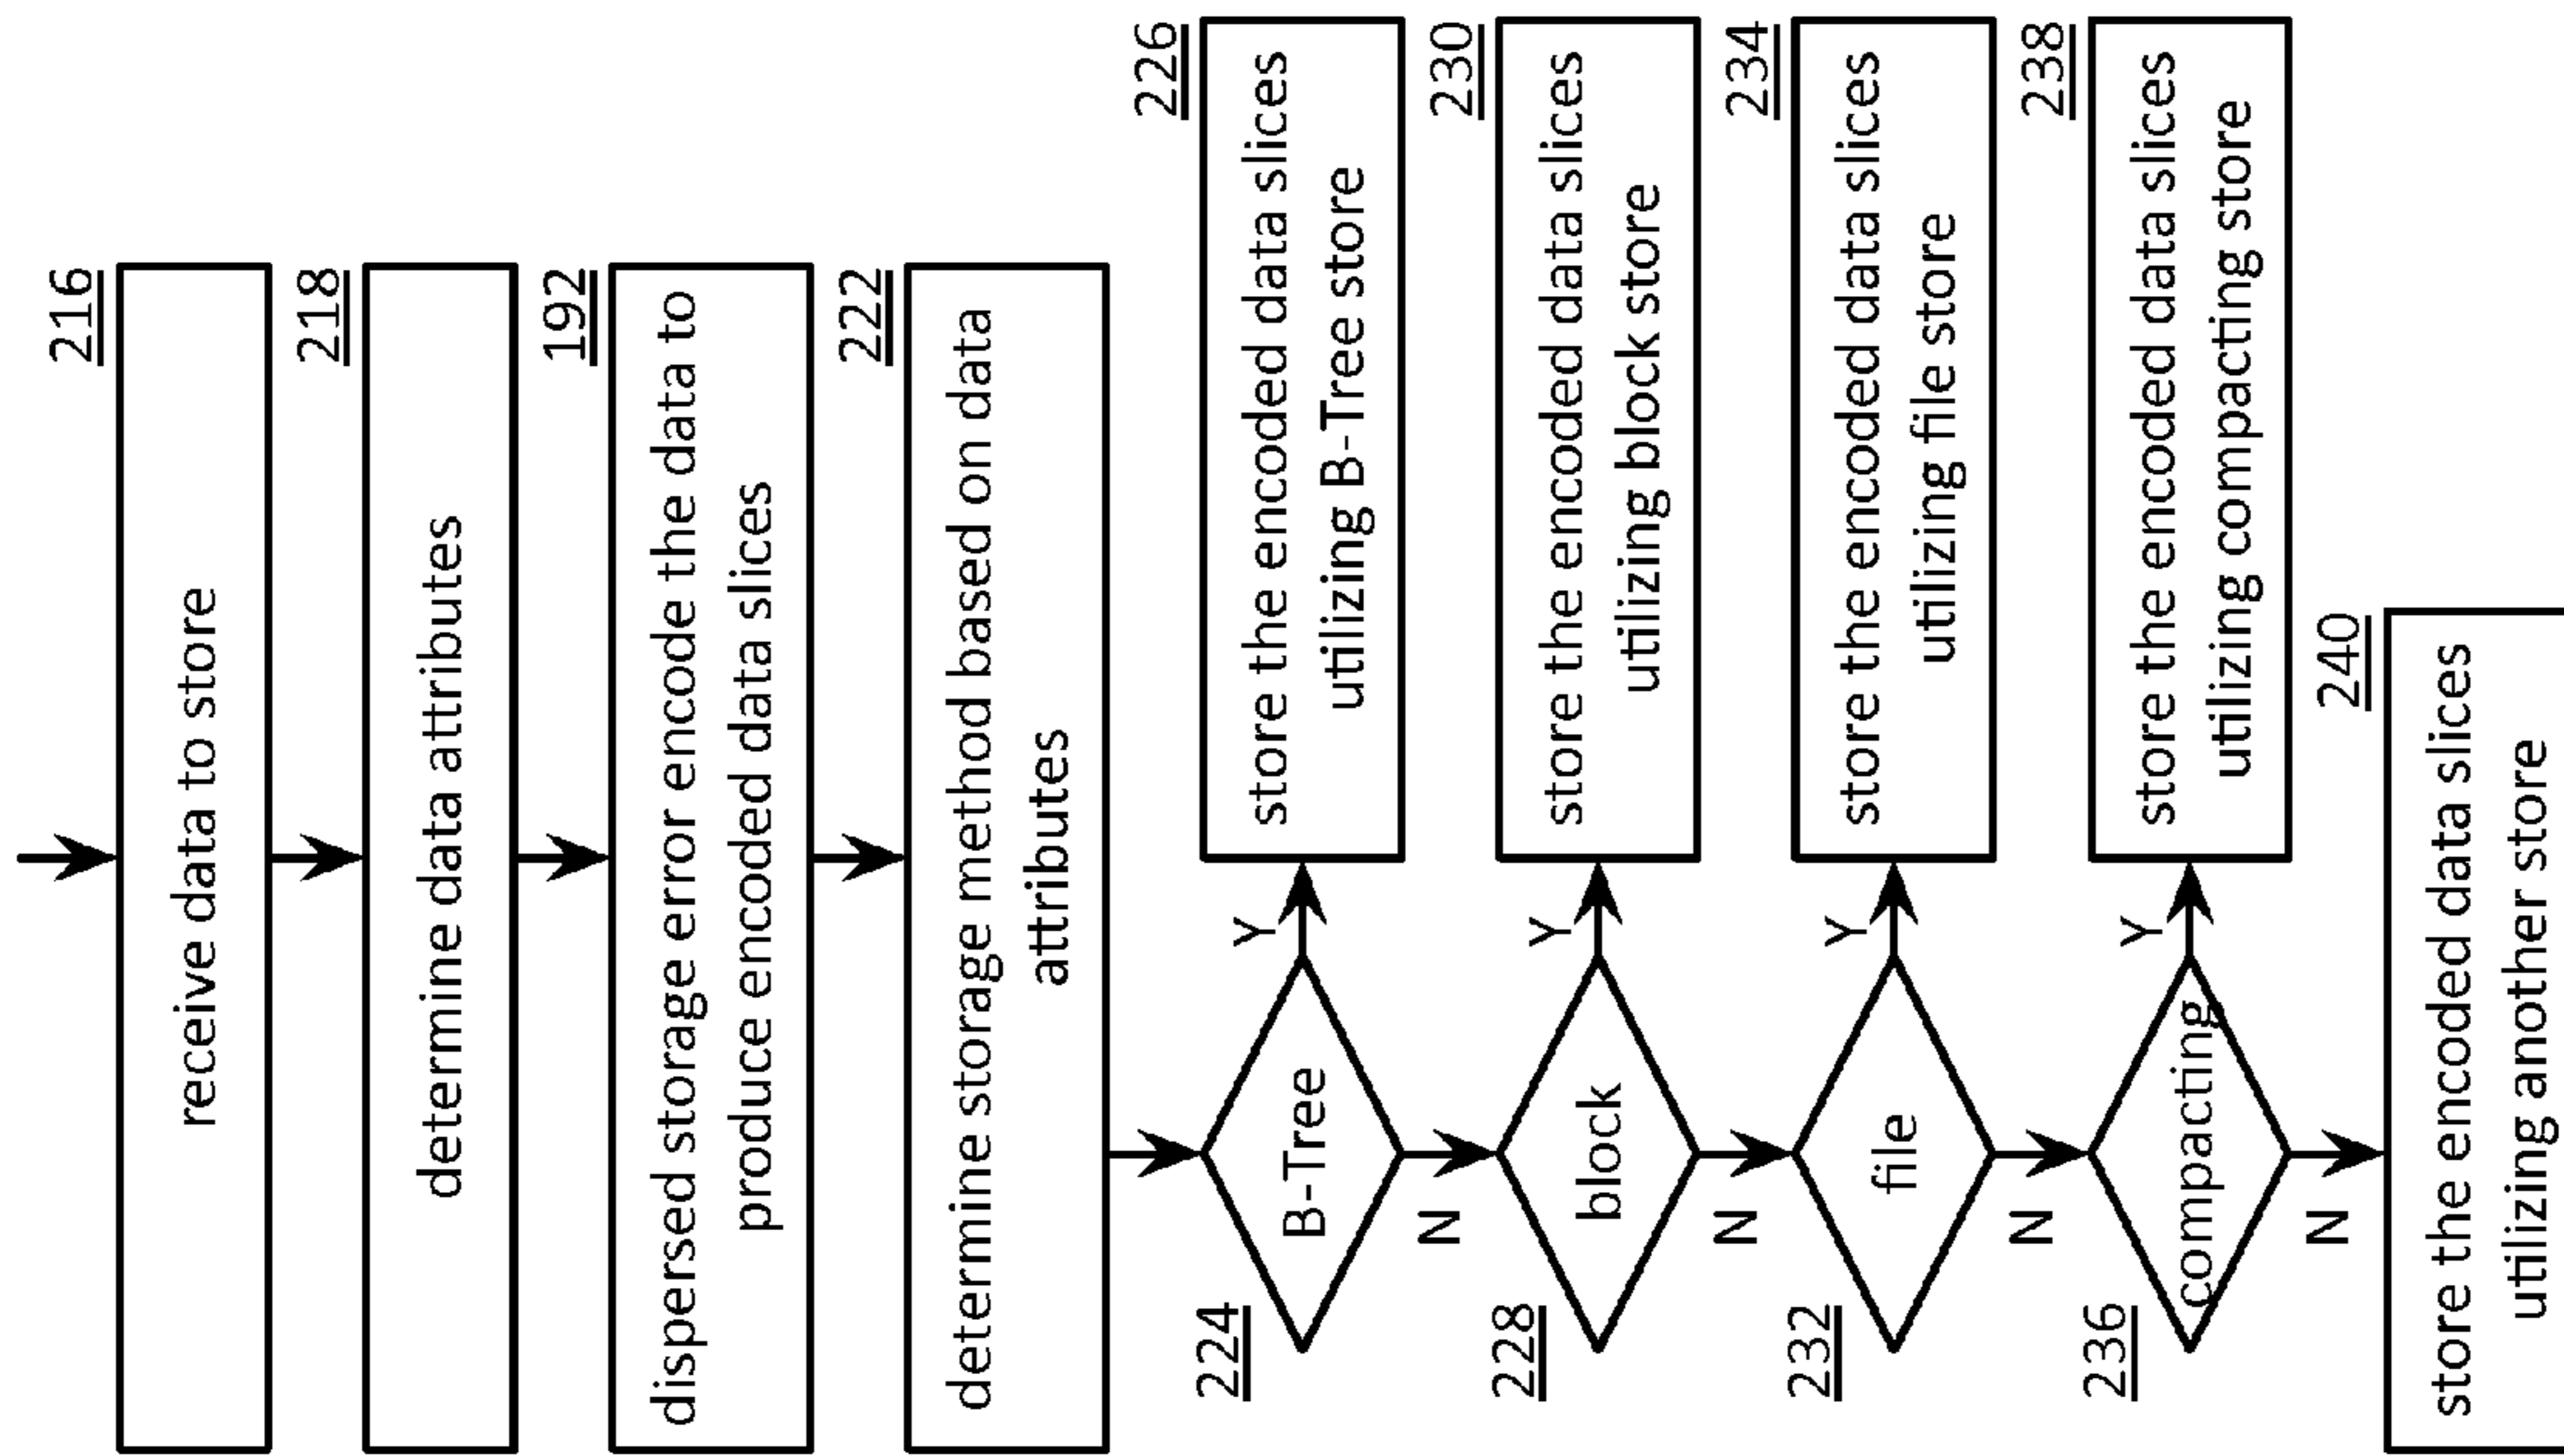 216
receive data to store
218
determine data attributes
192
dispersed storage error encode the data to
produce encoded data slices
222
determine storage method based on data
attributes
224
B-Tree
Y
N
226
store the encoded data slices
utilizing B-Tree store
228
block
Y
N
230
store the encoded data slices
utilizing block store
232
file
Y
N
234
store the encoded data slices
utilizing file store
236
compacting
Y
N
238
store the encoded data slices
utilizing compacting store
240
store the encoded data slices
utilizing another store